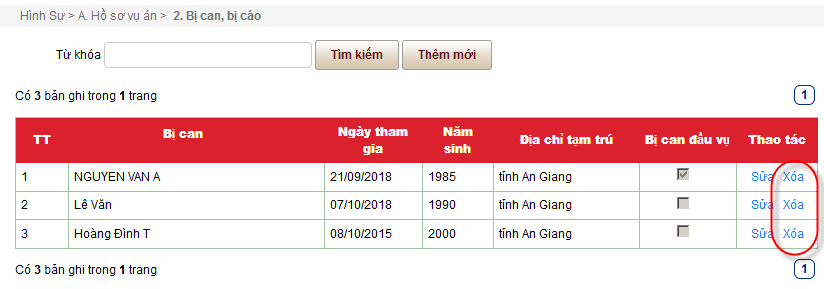 Hình Sự > A. Hồ sơ vụ án > 2. Bị can, bị cáo
Từ khóa Tìm kiếm Thêm mới
Có 3 bản ghi trong 1 trang 1
TT Bị can Ngày tham gia Năm sinh Địa chỉ tạm trú Bị can đầu vụ Thao tác
1 NGUYEN VAN A 21/09/2018 1985 tỉnh An Giang Sửa Xóa
2 Lê Văn 07/10/2018 1990 tỉnh An Giang Sửa Xóa
3 Hoàng Đình T 08/10/2015 2000 tỉnh An Giang Sửa Xóa
Có 3 bản ghi trong 1 trang 1